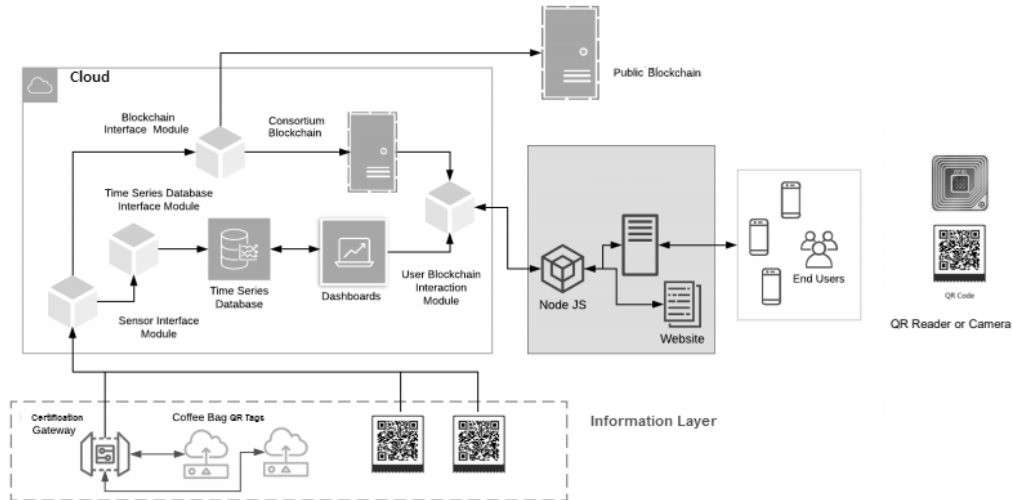 Cloud
Public Blockchain
Blockchain
Interface Module
Consortium
Blockchain
Time Series Database
Interface Module
Time Series
Database
Dashboards
User Blockchain
Interaction
Module
Sensor Interface
Module
Node JS
Website
End Users
QR Code
QR Reader or Camera
Certification
Gateway
Coffee Bag QR Tags
Information Layer